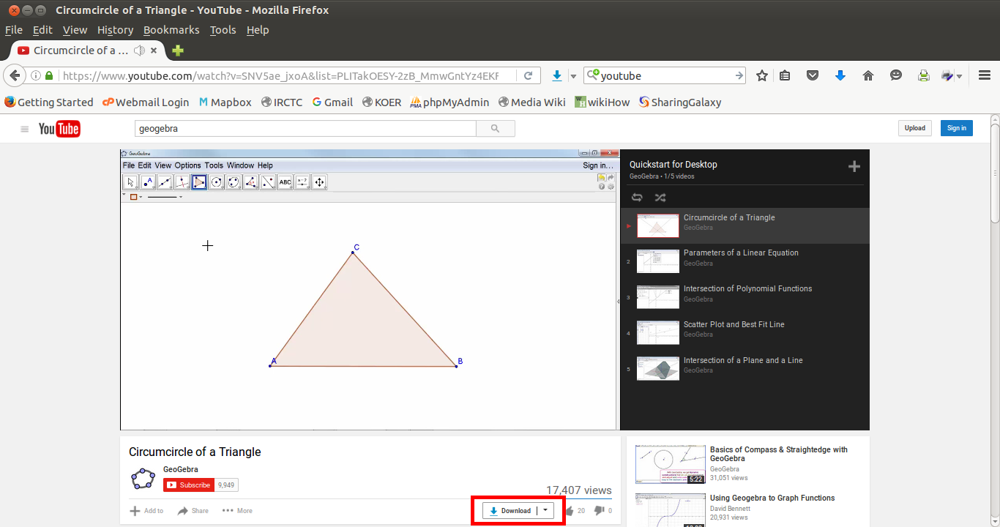 Circumcircle of a Triangle - YouTube - Mozilla Firefox
File Edit View History Bookmarks Tools Help
Circumcircle of a ...
https://www.youtube.com/watch?v=SNV5ae_jxoA&list=PLITakOESY-2zB_MmwGntYz4EKF
youtube
Getting Started Webmail Login Mapbox IRCTC Gmail KOER phpMyAdmin Media Wiki wikiHow SharingGalaxy
YouTube
geogebra
Upload Sign in
GeoGebra
File Edit View Options Tools Window Help Sign in...
A ABC a=2
C
A B
Quickstart for Desktop
GeoGebra • 1/5 videos
Circumcircle of a Triangle
GeoGebra
2 Parameters of a Linear Equation
GeoGebra
3 Intersection of Polynomial Functions
GeoGebra
4 Scatter Plot and Best Fit Line
GeoGebra
5 Intersection of a Plane and a Line
GeoGebra
Circumcircle of a Triangle
GeoGebra
Subscribe 9,949
17,407 views
Add to Share More Download 20 0
Basics of Compass & Straightedge with
GeoGebra
GeoGebra
31,051 views
5:22
Using Geogebra to Graph Functions
David Bennett
20,931 views